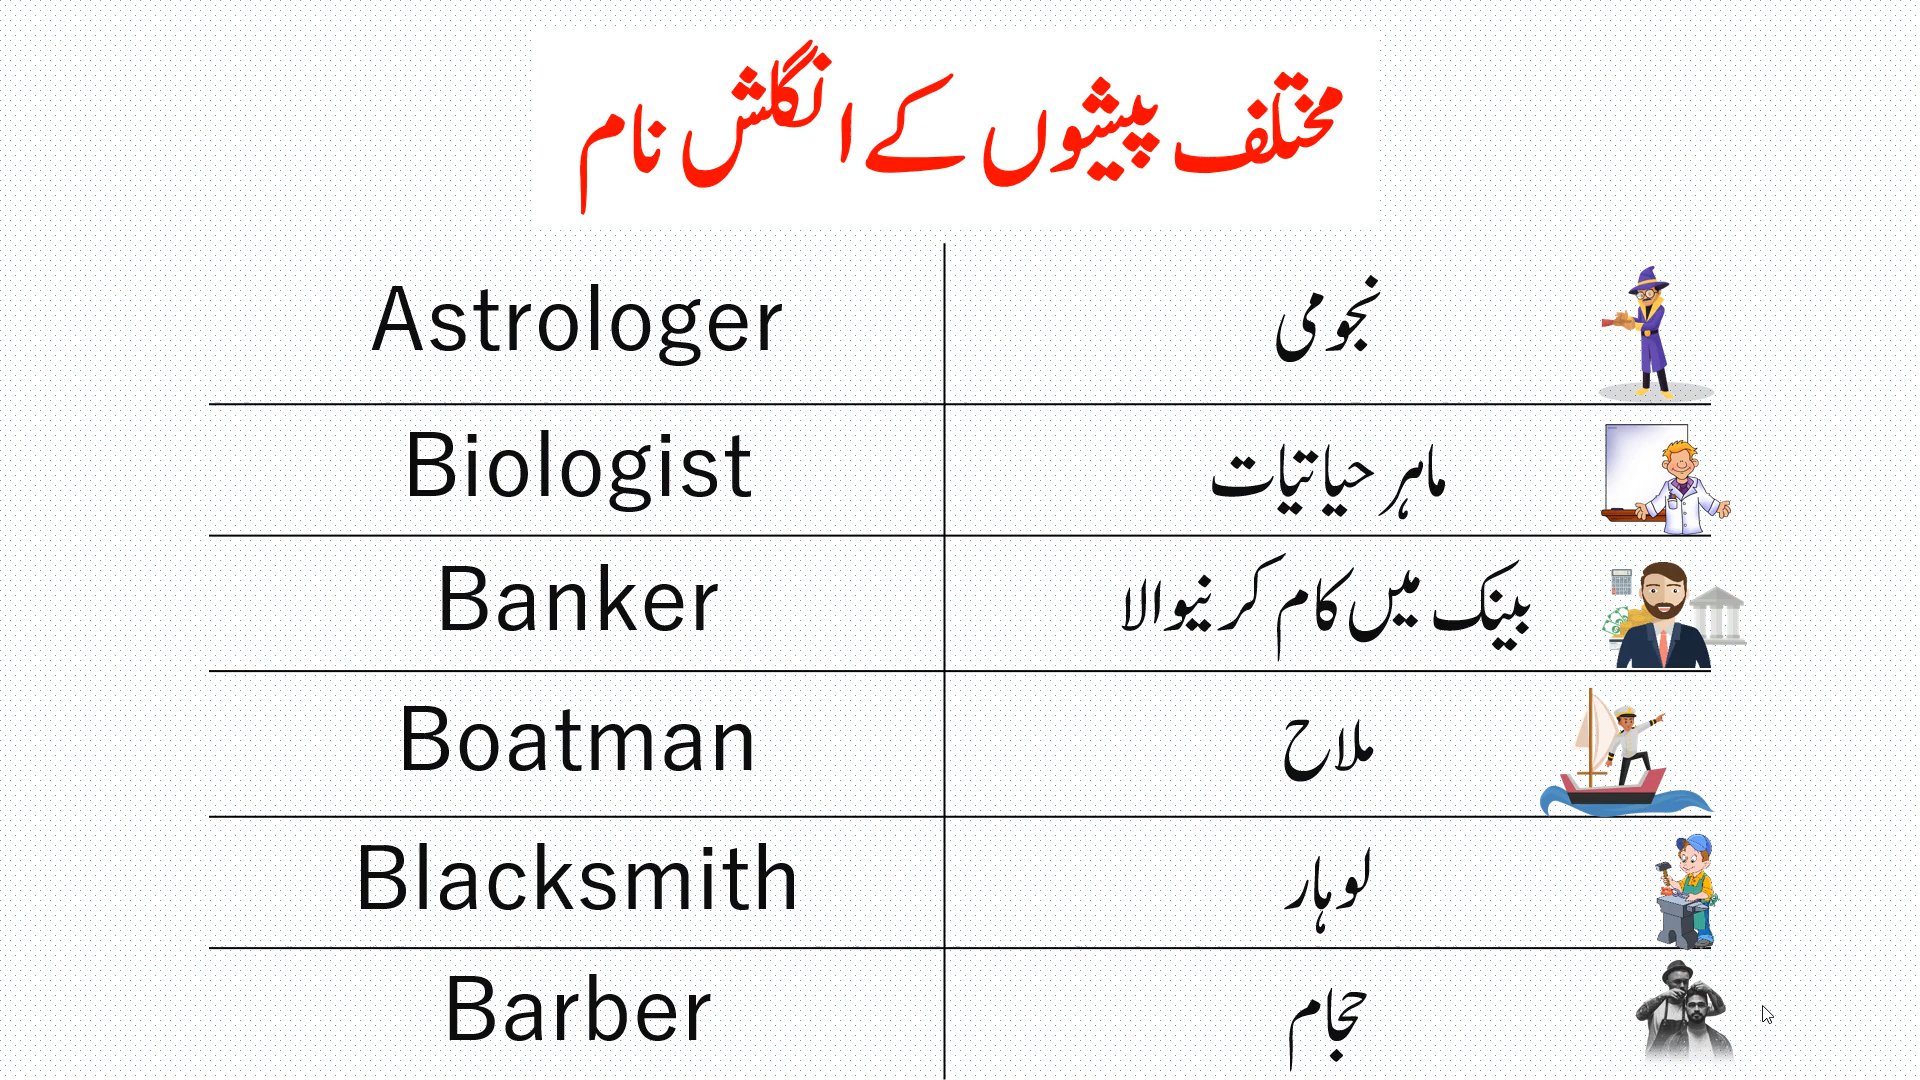 مختلف پیشیوں کے انگلش نام
Astrologer نجومی
Biologist ماہر حیاتیات
Banker بینک میں کام کرنیوالا
Boatman ملاح
Blacksmith لوہار
Barber حجام